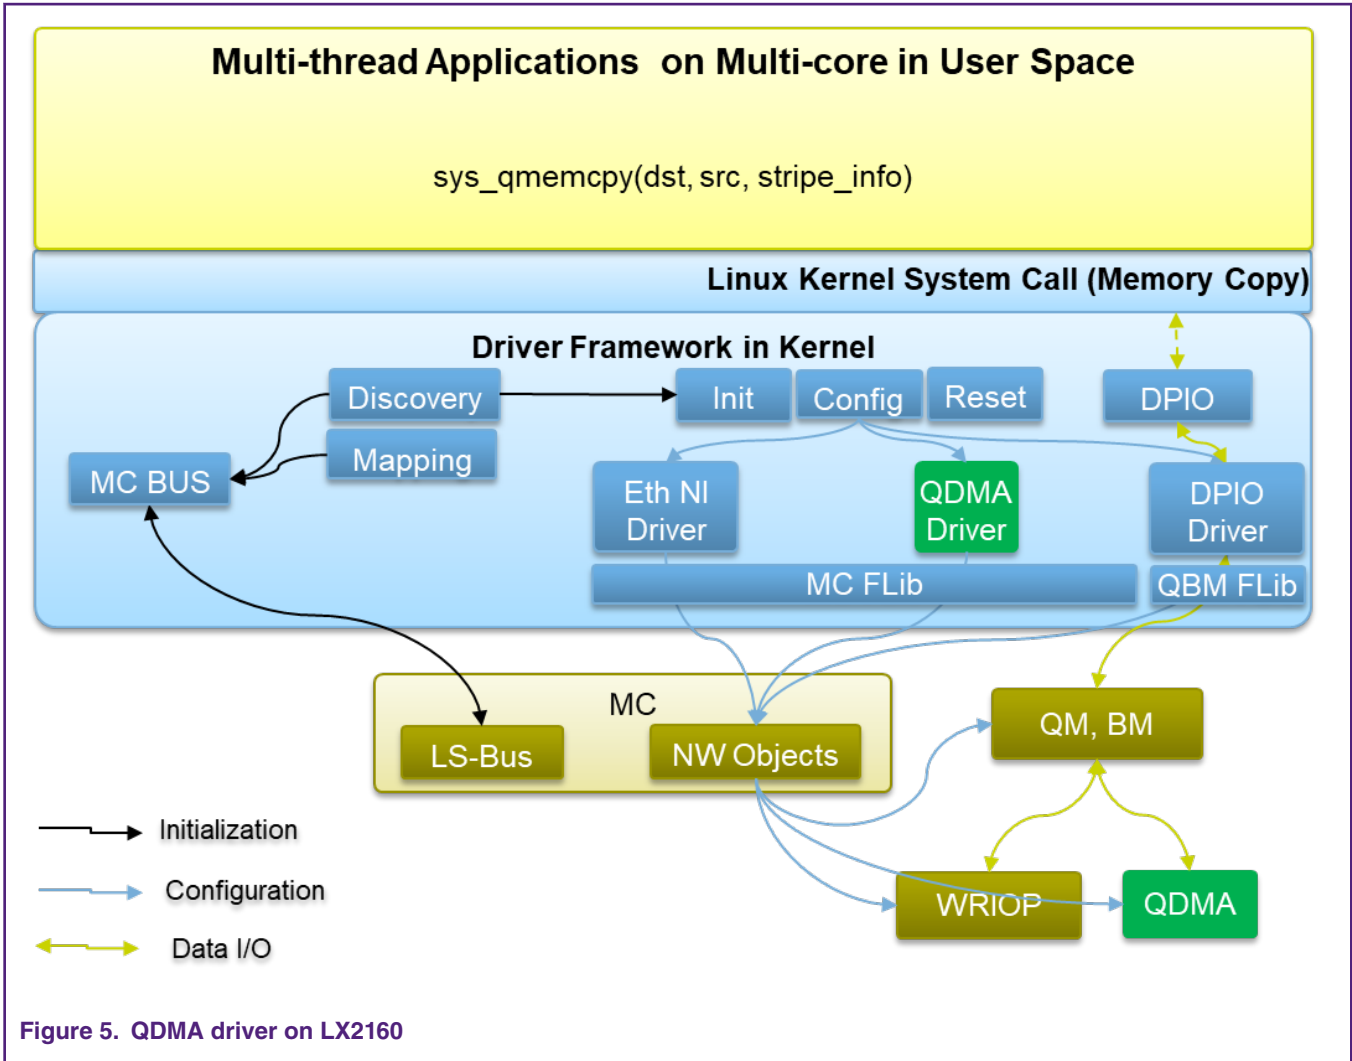 Multi-thread Applications on Multi-core in User Space
sys_qmemcpy(dst, src, stripe_info)
Linux Kernel System Call (Memory Copy)
Driver Framework in Kernel
Discovery
Init
Config
Reset
DPIO
Mapping
MC BUS
Eth NI
Driver
QDMA
Driver
DPIO
Driver
MC FLib
QBM FLib
MC
LS-Bus
NW Objects
QM, BM
WRIOP
QDMA
Initialization
Configuration
Data I/O
Figure 5. QDMA driver on LX2160